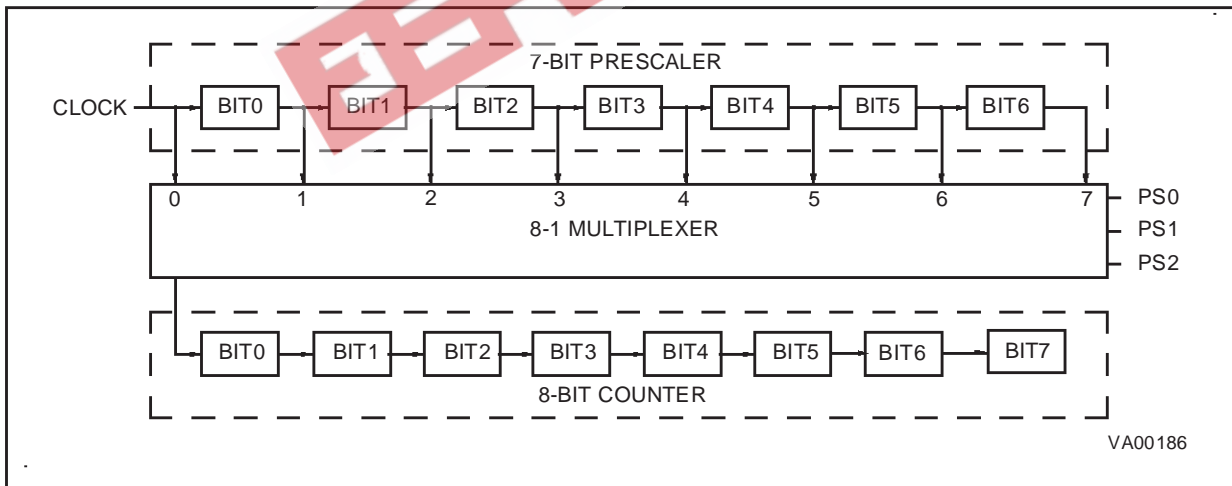 7-BIT PRESCALER
CLOCK BIT0 BIT1 BIT2 BIT3 BIT4 BIT5 BIT6
0 1 2 3 4 5 6 7 PS0
8-1 MULTIPLEXER PS1
PS2
BIT0 BIT1 BIT2 BIT3 BIT4 BIT5 BIT6 BIT7
8-BIT COUNTER
VA00186